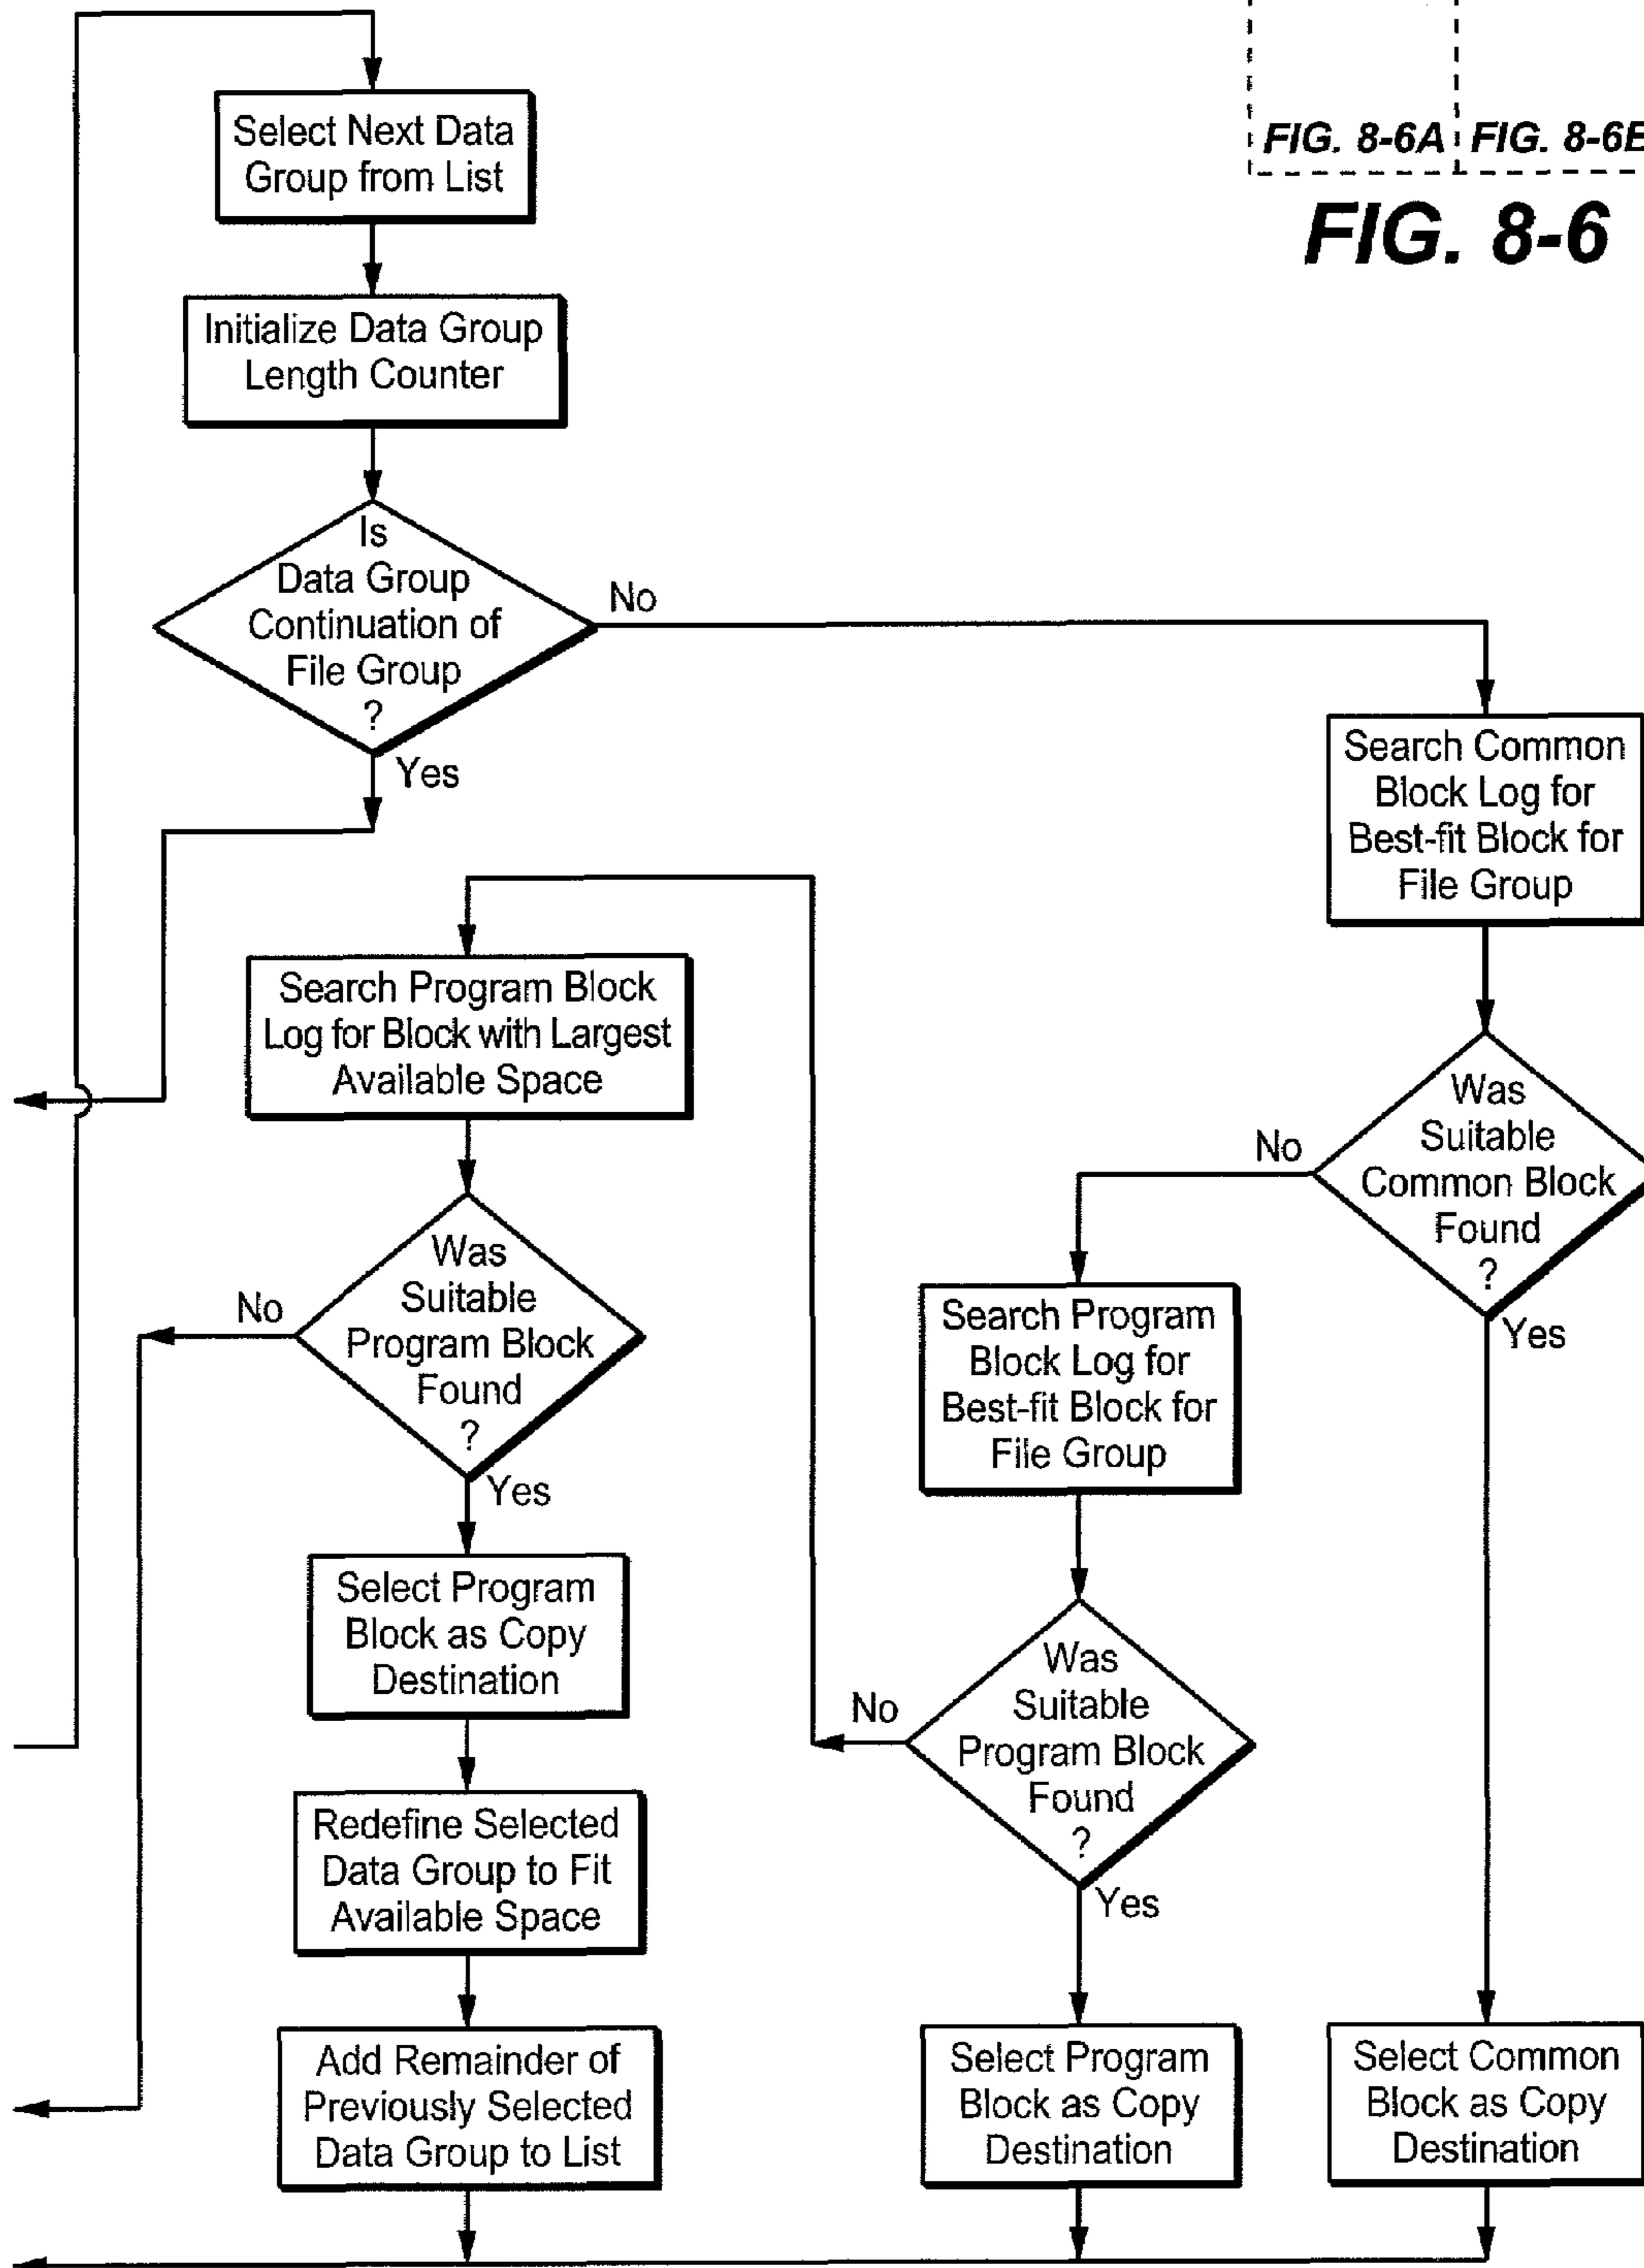 FIG. 8-6A
FIG. 8-6
Select Next Data
Group from List
Initialize Data Group
Length Counter
Is
Data Group
Continuation of
File Group
?
No
Yes
Search Common
Block Log for
Best-fit Block for
File Group
Was
Suitable
Common Block
Found
?
No
Yes
Search Program Block
Log for Block with Largest
Available Space
Was
Suitable
Program Block
Found
?
No
Yes
Search Program
Block Log for
Best-fit Block for
File Group
Was
Suitable
Program Block
Found
?
No
Yes
Select Program
Block as Copy
Destination
Redefine Selected
Data Group to Fit
Available Space
Add Remainder of
Previously Selected
Data Group to List
Select Program
Block as Copy
Destination
Select Common
Block as Copy
Destination